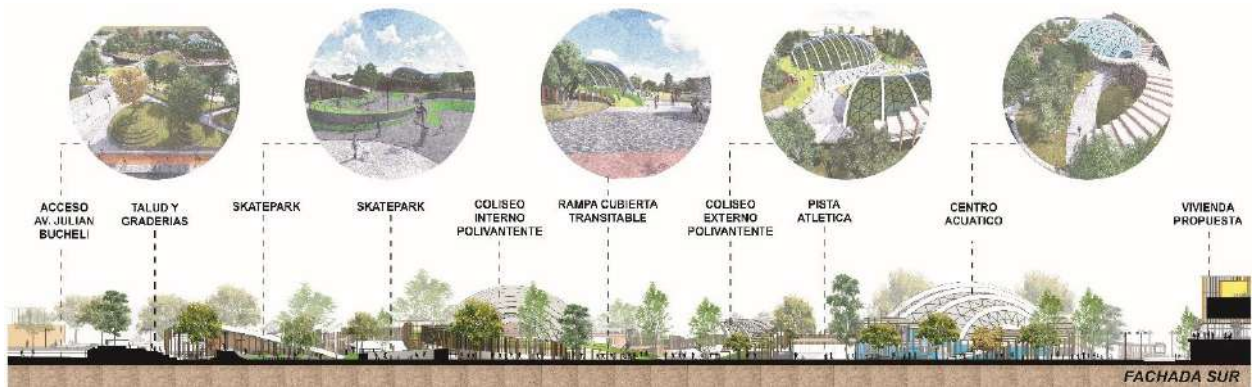 ACCESO
AV. JULIAN
BUCHELI
TALUD Y
GRADERIAS
SKATEPARK
SKATEPARK
COLISEO
INTERNO
POLIVANTENTE
RAMPA CUBIERTA
TRANSITABLE
COLISEO
EXTERNO
POLIVANTENTE
PISTA
ATLETICA
CENTRO
ACUATICO
VIVIENDA
PROPUESTA
FACHADA SUR